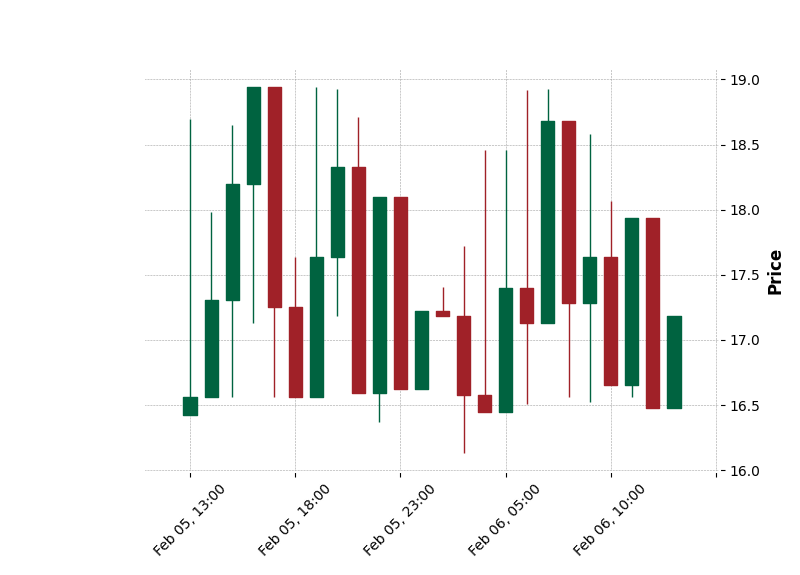 19.0
18.5
18.0
17.5
17.0
16.5
16.0
Price
Feb 05, 13:00
Feb 05, 18:00
Feb 05, 23:00
Feb 06, 05:00
Feb 06, 10:00